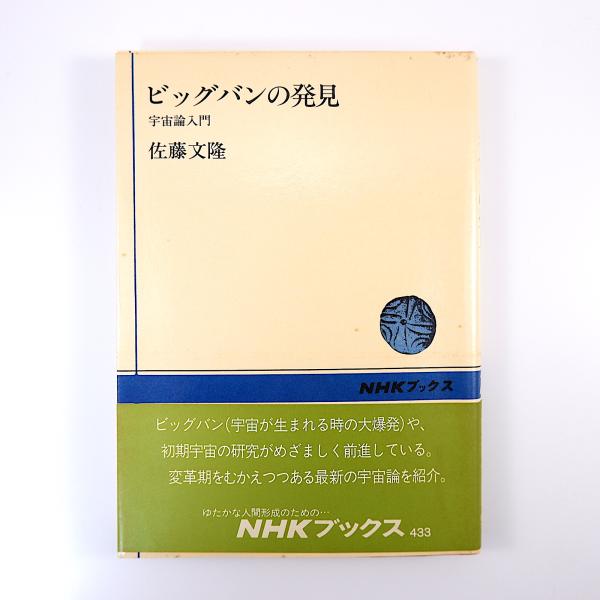 ビッグバンの発見
宇宙論入門
佐藤文隆
NHKブックス
ビッグバン(宇宙が生まれる時の大爆発)や、
初期宇宙の研究がめざましく前進している。
変革期をむかえつつある最新の宇宙論を紹介。
ゆたかな人間形成のための…
NHKブックス 433